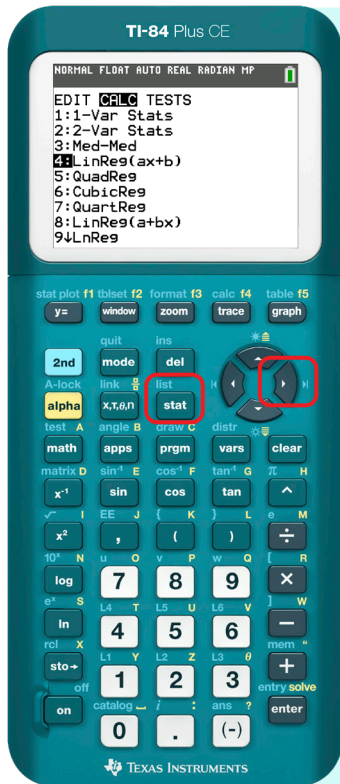 TI-84 Plus CE
NORMAL FLOAT AUTO REAL RADIAN MP
EDIT CALC TESTS
1:1-Var Stats
2:2-Var Stats
3:Med-Med
4:LinReg(ax+b)
5:QuadReg
6:CubicReg
7:QuartReg
8:LinReg(a+bx)
9↓LnReg
stat plot f1 tblset f2 format f3 calc f4 table f5
y= window zoom trace graph
quit ins
2nd mode del
A-lock link list
alpha X,T,θ,n stat
test A angle B draw C distr
math apps prgm vars clear
matrix D sin⁻¹ E cos⁻¹ F tan⁻¹ G π H
x⁻¹ sin cos tan ^
√ I EE J { K } L e M
x² , ( ) ÷
10ˣ N u O v P w Q [ R
log 7 8 9 ×
eˣ S L4 T L5 U L6 V ] W
ln 4 5 6 −
rcl X L1 Y L2 Z L3 θ mem "
sto→ 1 2 3 +
off catalog i : ans ? entry solve
on 0 . (-) enter
TEXAS INSTRUMENTS